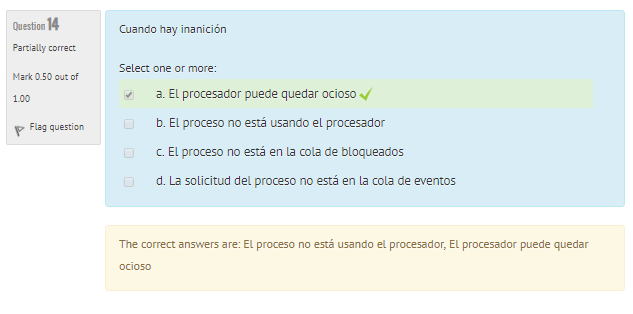 Question 14
Partially correct
Mark 0.50 out of
1.00
Flag question
Cuando hay inanición
Select one or more:
a. El procesador puede quedar ocioso
b. El proceso no está usando el procesador
c. El proceso no está en la cola de bloqueados
d. La solicitud del proceso no está en la cola de eventos
The correct answers are: El proceso no está usando el procesador, El procesador puede quedar
ocioso